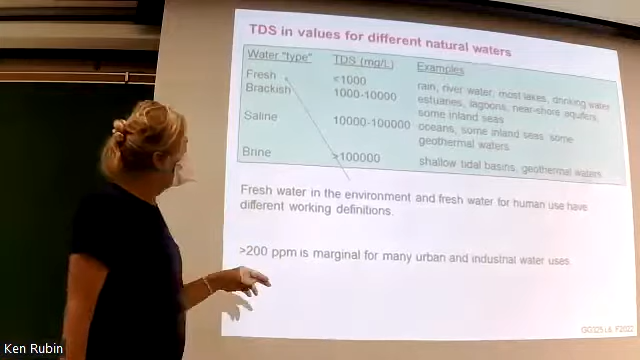 TDS in values for different natural waters
Water "type" TDS (mg/L) Examples
Fresh <1000 rain, river water, most lakes, drinking water
Brackish 1000-10000 estuaries, lagoons, near-shore aquifers,
some inland seas
Saline 10000-100000 oceans, some inland seas, some
geothermal waters
Brine >100000 shallow tidal basins, geothermal waters
Fresh water in the environment and fresh water for human use have
different working definitions.
>200 ppm is marginal for many urban and industrial water uses.
F2022
Ken Rubin